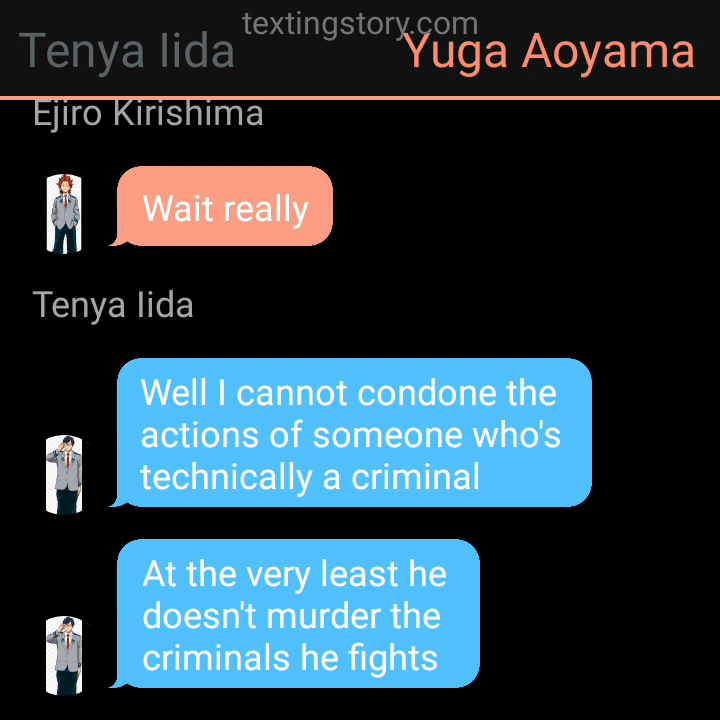 textingstory.com
Tenya Iida
Yuga Aoyama
Ejiro Kirishima
Wait really
Tenya Iida
Well I cannot condone the
actions of someone who's
technically a criminal
At the very least he
doesn't murder the
criminals he fights